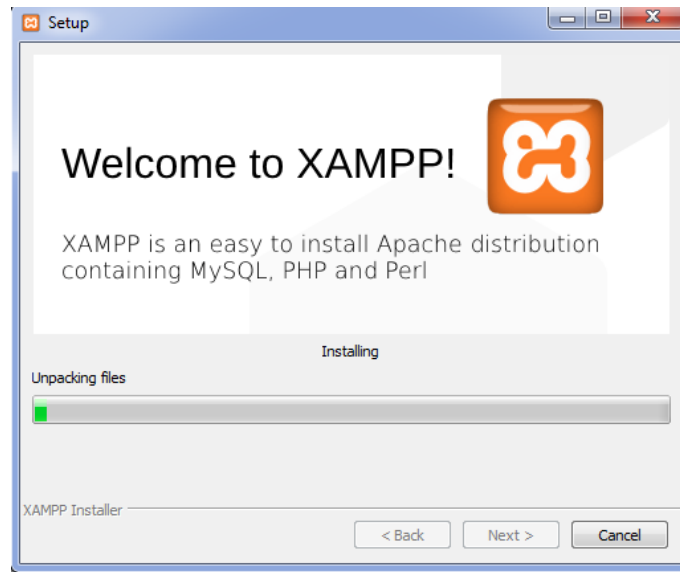 Setup
Welcome to XAMPP!
XAMPP is an easy to install Apache distribution
containing MySQL, PHP and Perl
Installing
Unpacking files
XAMPP Installer
< Back Next > Cancel